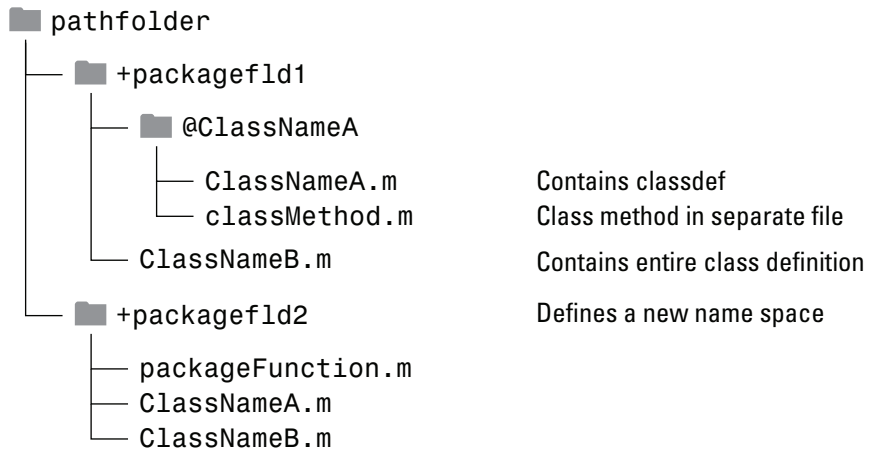 pathfolder
+packagefld1
@ClassNameA
ClassNameA.m Contains classdef
classMethod.m Class method in separate file
ClassNameB.m Contains entire class definition
+packagefld2 Defines a new name space
packageFunction.m
ClassNameA.m
ClassNameB.m